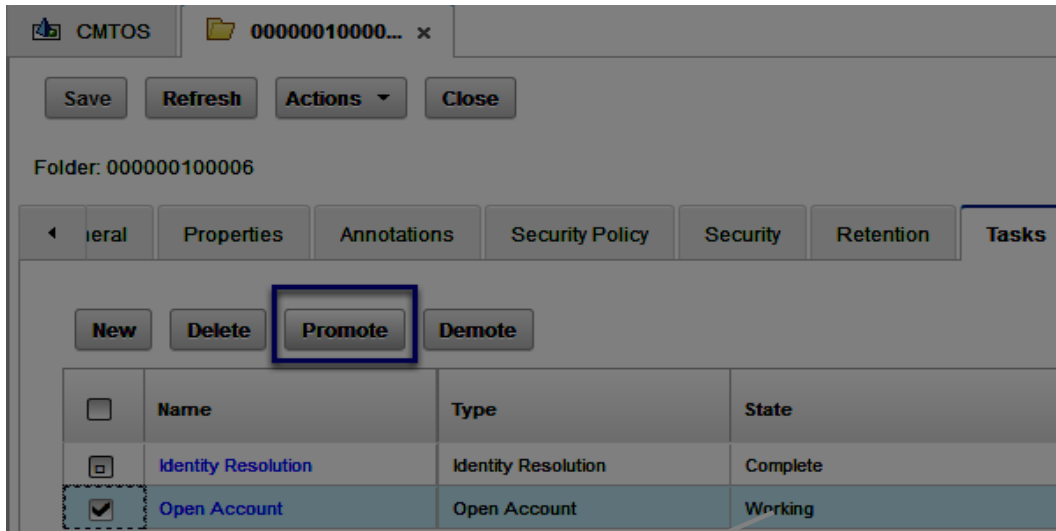 CMTOS 00000010000... ×
Save Refresh Actions Close
Folder: 000000100006
neral Properties Annotations Security Policy Security Retention Tasks
New Delete Promote Demote
Name Type State
Identity Resolution Identity Resolution Complete
Open Account Open Account Working